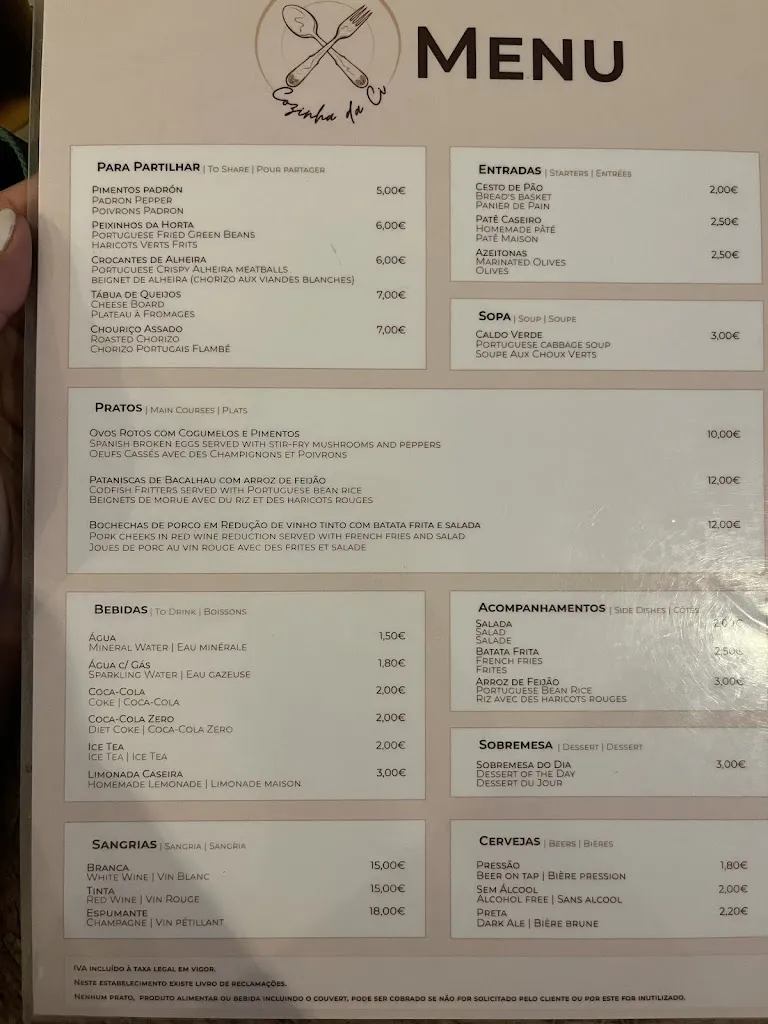 Cozinha da Ci
MENU
PARA PARTILHAR | TO SHARE | POUR PARTAGER
PIMENTOS PADRÓN 5,00€
PADRON PEPPER
POIVRONS PADRON
PEIXINHOS DA HORTA 6,00€
PORTUGUESE FRIED GREEN BEANS
HARICOTS VERTS FRITS
CROCANTES DE ALHEIRA 6,00€
PORTUGUESE CRISPY ALHEIRA MEATBALLS
BEIGNET DE ALHEIRA (CHORIZO AUX VIANDES BLANCHES)
TÁBUA DE QUEIJOS 7,00€
CHEESE BOARD
PLATEAU À FROMAGES
CHOURIÇO ASSADO 7,00€
ROASTED CHORIZO
CHORIZO PORTUGAIS FLAMBÉ
ENTRADAS | STARTERS | ENTRÉES
CESTO DE PÃO 2,00€
BREAD'S BASKET
PANIER DE PAIN
PATÊ CASEIRO 2,50€
HOMEMADE PÂTÉ
PATÊ MAISON
AZEITONAS 2,50€
MARINATED OLIVES
OLIVES
SOPA | SOUP | SOUPE
CALDO VERDE 3,00€
PORTUGUESE CABBAGE SOUP
SOUPE AUX CHOUX VERTS
PRATOS | MAIN COURSES | PLATS
OVOS ROTOS COM COGUMELOS E PIMENTOS 10,00€
SPANISH BROKEN EGGS SERVED WITH STIR-FRY MUSHROOMS AND PEPPERS
OEUFS CASSÉS AVEC DES CHAMPIGNONS ET POIVRONS
PATANISCAS DE BACALHAU COM ARROZ DE FEIJÃO 12,00€
CODFISH FRITTERS SERVED WITH PORTUGUESE BEAN RICE
BEIGNETS DE MORUE AVEC DU RIZ ET DES HARICOTS ROUGES
BOCHECHAS DE PORCO EM REDUÇÃO DE VINHO TINTO COM BATATA FRITA E SALADA 12,00€
PORK CHEEKS IN RED WINE REDUCTION SERVED WITH FRENCH FRIES AND SALAD
JOUES DE PORC AU VIN ROUGE AVEC DES FRITES ET SALADE
BEBIDAS | TO DRINK | BOISSONS
ÁGUA 1,50€
MINERAL WATER | EAU MINÉRALE
ÁGUA C/ GÁS 1,80€
SPARKLING WATER | EAU GAZEUSE
COCA-COLA 2,00€
COKE | COCA-COLA
COCA-COLA ZERO 2,00€
DIET COKE | COCA-COLA ZERO
ICE TEA 2,00€
ICE TEA | ICE TEA
LIMONADA CASEIRA 3,00€
HOMEMADE LEMONADE | LIMONADE MAISON
ACOMPANHAMENTOS | SIDE DISHES | CÔTÉS
SALADA 2,00€
SALAD
SALADE
BATATA FRITA 2,50€
FRENCH FRIES
FRITES
ARROZ DE FEIJÃO 3,00€
PORTUGUESE BEAN RICE
RIZ AVEC DES HARICOTS ROUGES
SOBREMESA | DESSERT | DESSERT
SOBREMESA DO DIA 3,00€
DESSERT OF THE DAY
DESSERT DU JOUR
SANGRIAS | SANGRIA | SANGRIA
BRANCA 15,00€
WHITE WINE | VIN BLANC
TINTA 15,00€
RED WINE | VIN ROUGE
ESPUMANTE 18,00€
CHAMPAGNE | VIN PÉTILLANT
CERVEJAS | BEERS | BIÈRES
PRESSÃO 1,80€
BEER ON TAP | BIÈRE PRESSION
SEM ÁLCOOL 2,00€
ALCOHOL FREE | SANS ALCOOL
PRETA 2,20€
DARK ALE | BIÈRE BRUNE
IVA INCLUÍDO À TAXA LEGAL EM VIGOR.
NESTE ESTABELECIMENTO EXISTE LIVRO DE RECLAMAÇÕES.
NENHUM PRATO, PRODUTO ALIMENTAR OU BEBIDA INCLUINDO O COUVERT, PODE SER COBRADO SE NÃO FOR SOLICITADO PELO CLIENTE OU POR ESTE FOR INUTILIZADO.